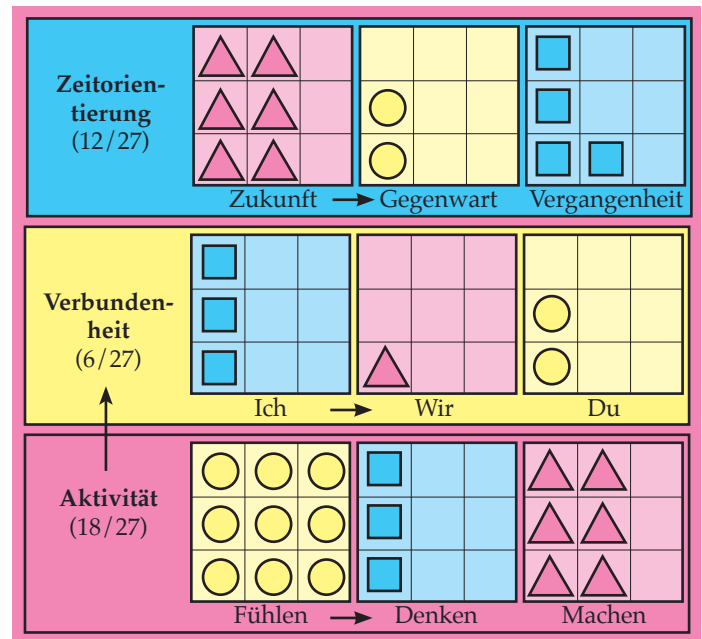 Zeitorien-
tierung
(12/27)
Zukunft → Gegenwart Vergangenheit
Verbunden-
heit
(6/27)
Ich → Wir Du
Aktivität
(18/27)
Fühlen → Denken Machen